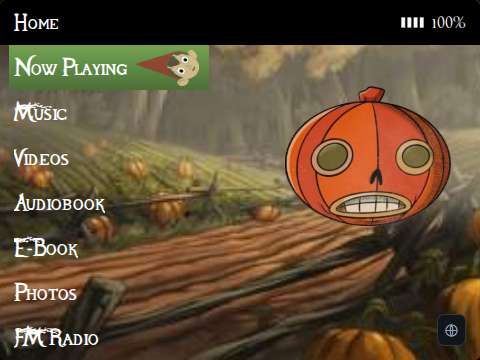 Home
100%
Now Playing
Music
Videos
Audiobook
E-Book
Photos
FM Radio